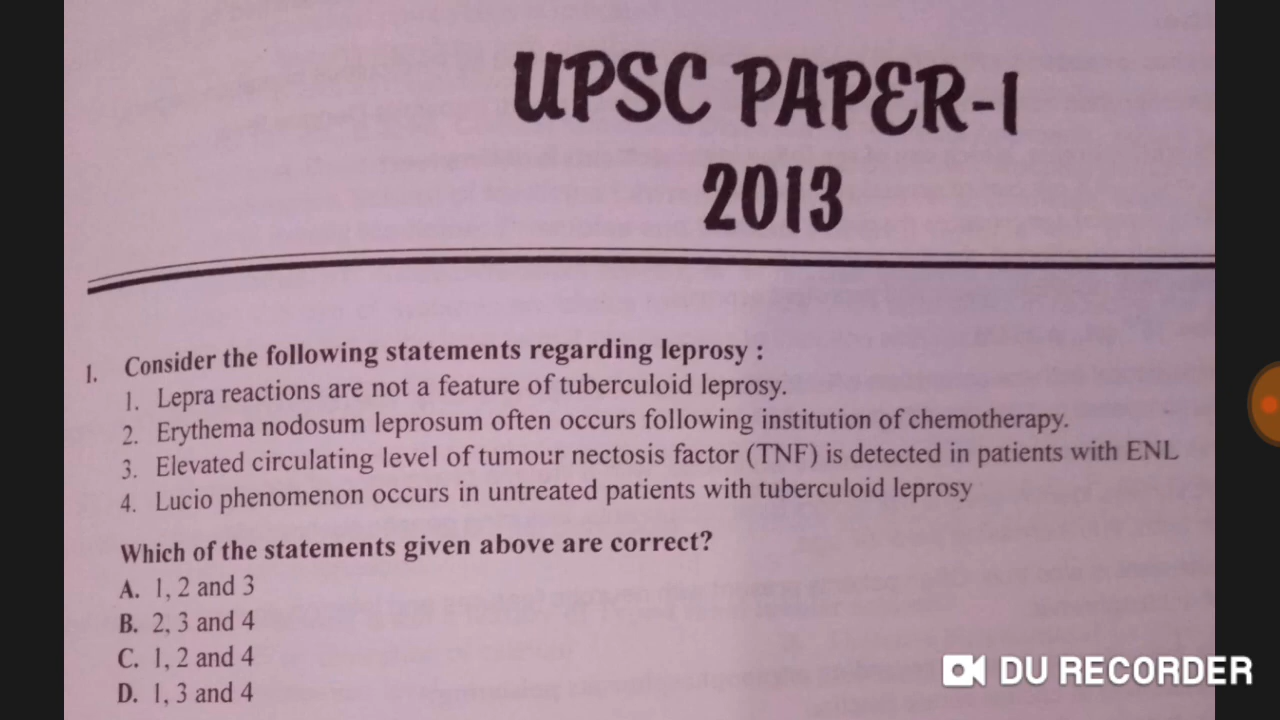 UPSC PAPER-I
2013
1. Consider the following statements regarding leprosy :
1. Lepra reactions are not a feature of tuberculoid leprosy.
2. Erythema nodosum leprosum often occurs following institution of chemotherapy.
3. Elevated circulating level of tumour nectosis factor (TNF) is detected in patients with ENL
4. Lucio phenomenon occurs in untreated patients with tuberculoid leprosy
Which of the statements given above are correct?
A. 1, 2 and 3
B. 2, 3 and 4
C. 1, 2 and 4
D. 1, 3 and 4
DU RECORDER